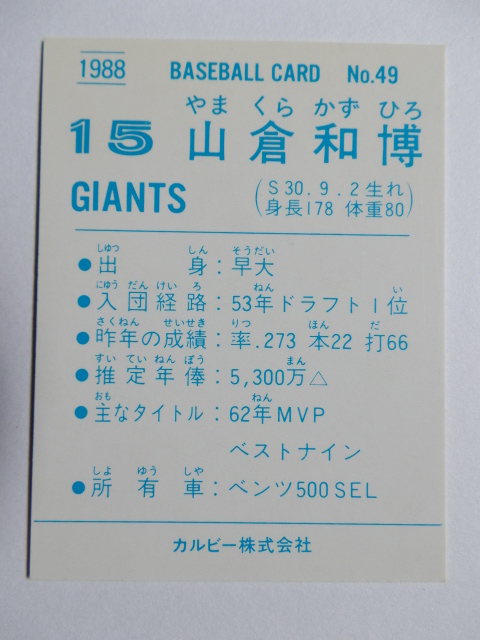 1988 BASEBALL CARD No.49
やま くら かず ひろ
15 山倉和博
GIANTS
(S30.9.2生れ
身長178 体重80)
しゅつ しん そうだい
●出身:早大
にゅう だん けい ろ ねん い
●入団経路:53年ドラフト1位
さくねん せいせき りつ ほん だ
●昨年の成績:率.273 本22 打66
すい てい ねん ぽう まん
●推定年俸:5,300万△
おも ねん
●主なタイトル:62年MVP
ベストナイン
しょ ゆう しゃ
●所有車:ベンツ500SEL
カルビー株式会社